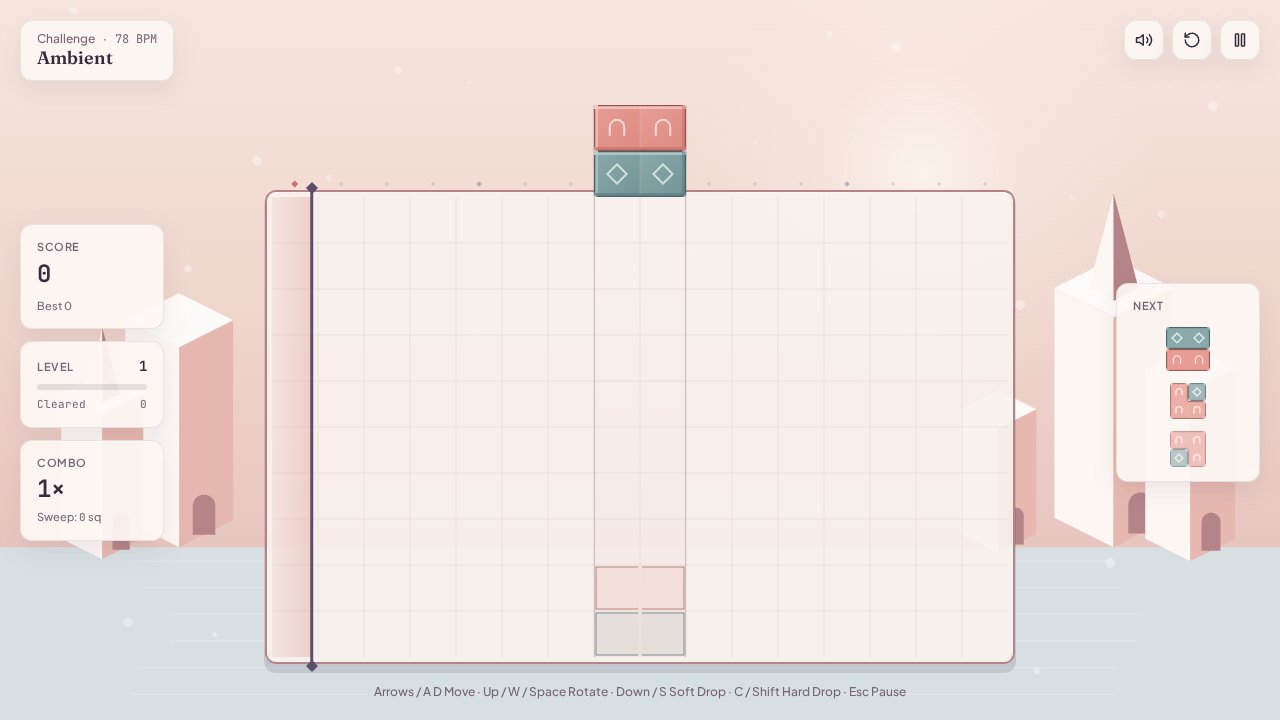 Challenge · 78 BPM
Ambient
SCORE
0
Best 0
LEVEL 1
Cleared 0
COMBO
1×
Sweep: 0 sq
NEXT
Arrows / A D Move · Up / W / Space Rotate · Down / S Soft Drop · C / Shift Hard Drop · Esc Pause